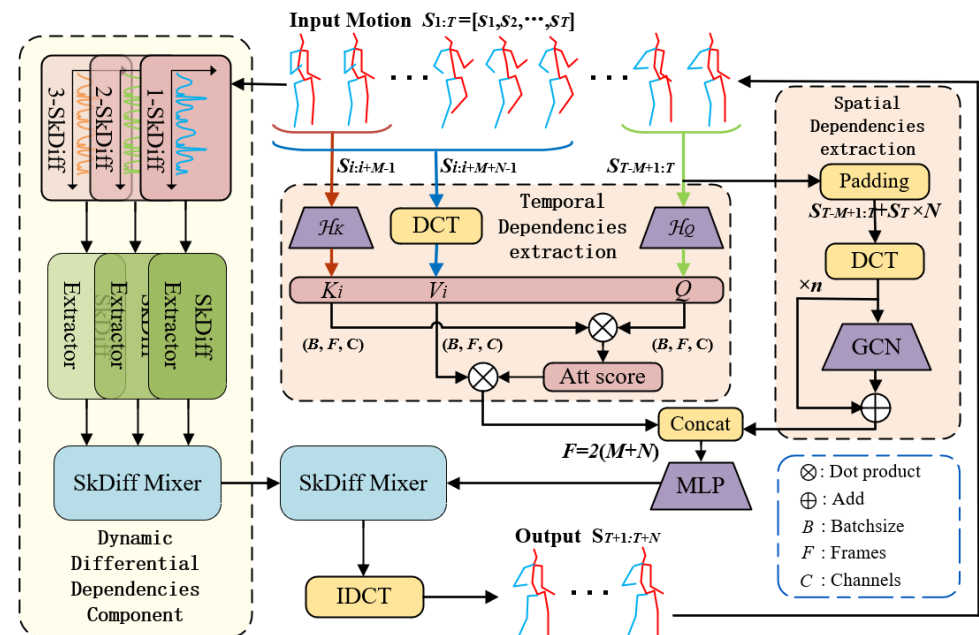 Input Motion S1:T=[s1,s2,⋯,sT]
3-SkDiff
2-SkDiff
1-SkDiff
Si:i+M-1
Si:i+M+N-1
ST-M+1:T
Spatial
Dependencies
extraction
Padding
ST-M+1:T+ST×N
Temporal
Dependencies
extraction
HK
DCT
HQ
DCT
×n
Ki
Vi
Q
(B, F, C)
(B, F, C)
(B, F, C)
GCN
Att score
Extractor
SkDiff
Extractor
SkDiff
Extractor
SkDiff
Concat
F=2(M+N)
MLP
SkDiff Mixer
SkDiff Mixer
⊗: Dot product
⊕: Add
B : Batchsize
F : Frames
C : Channels
Dynamic
Differential
Dependencies
Component
Output ST+1:T+N
IDCT